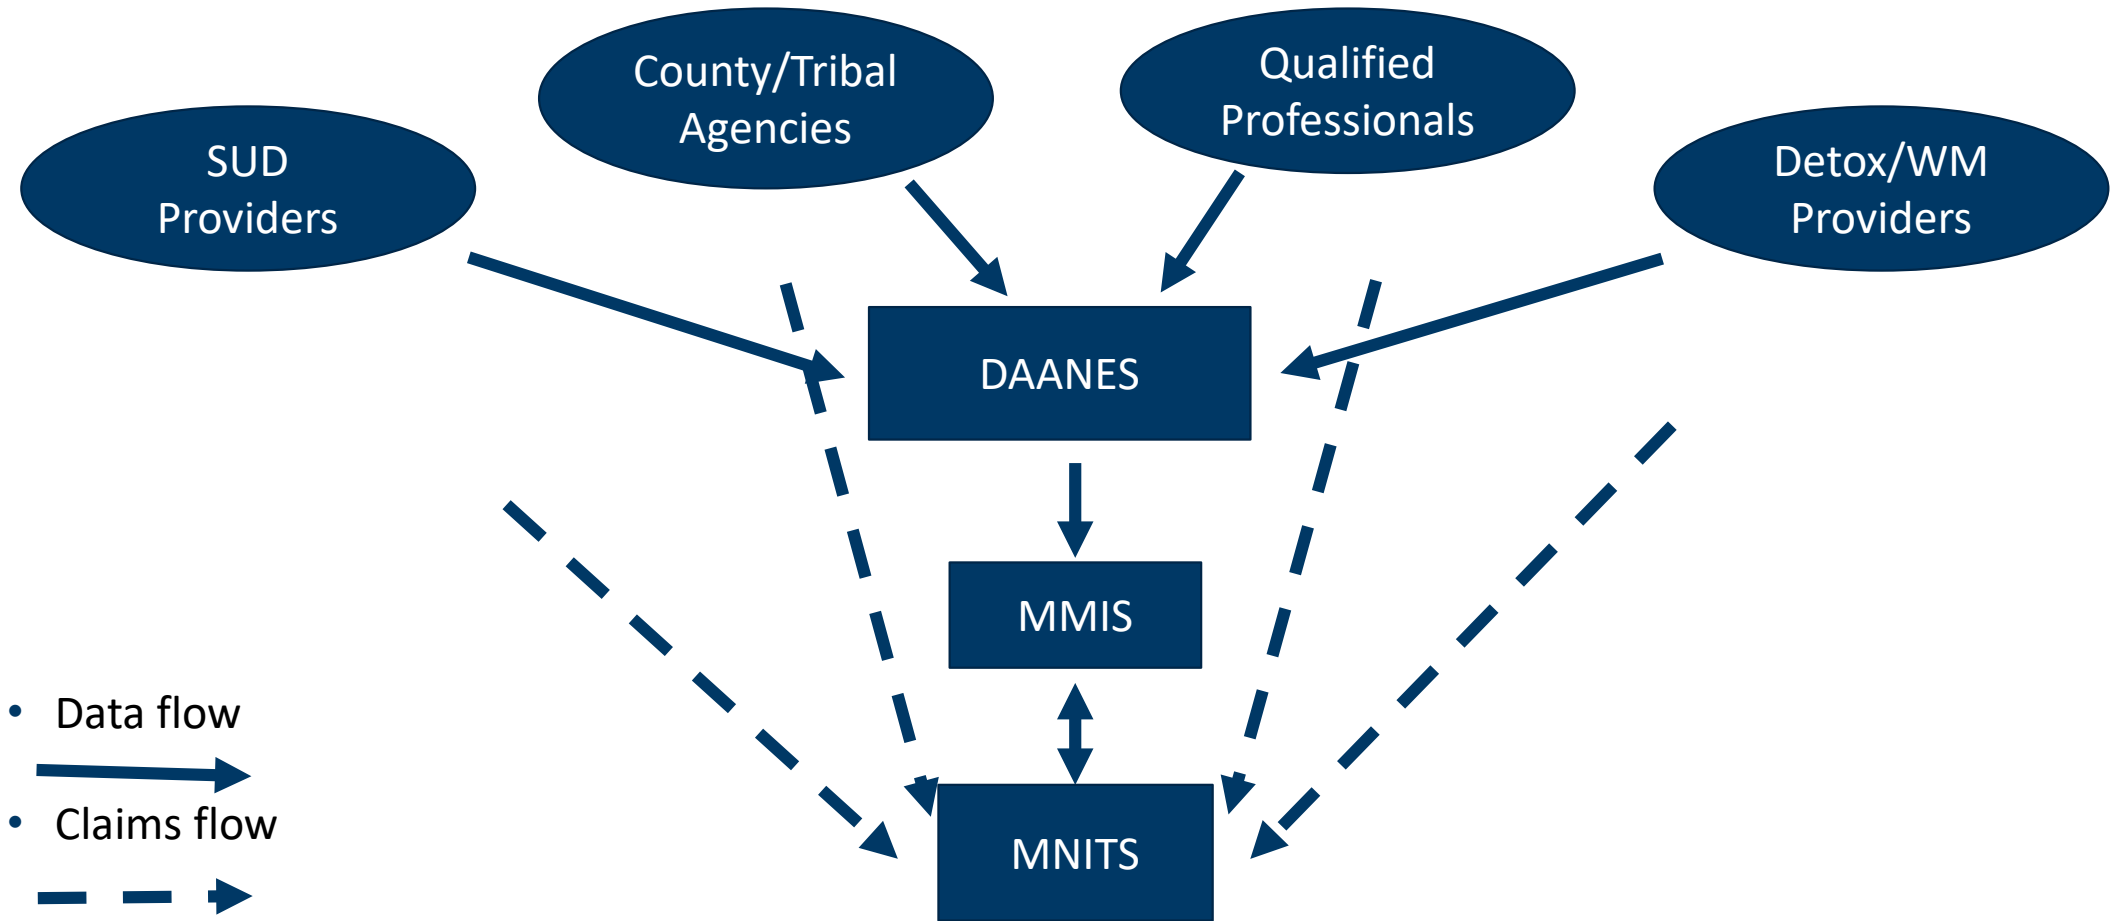 County/Tribal
Agencies
Qualified
Professionals
SUD
Providers
Detox/WM
Providers
DAANES
MMIS
• Data flow
• Claims flow
MNITS